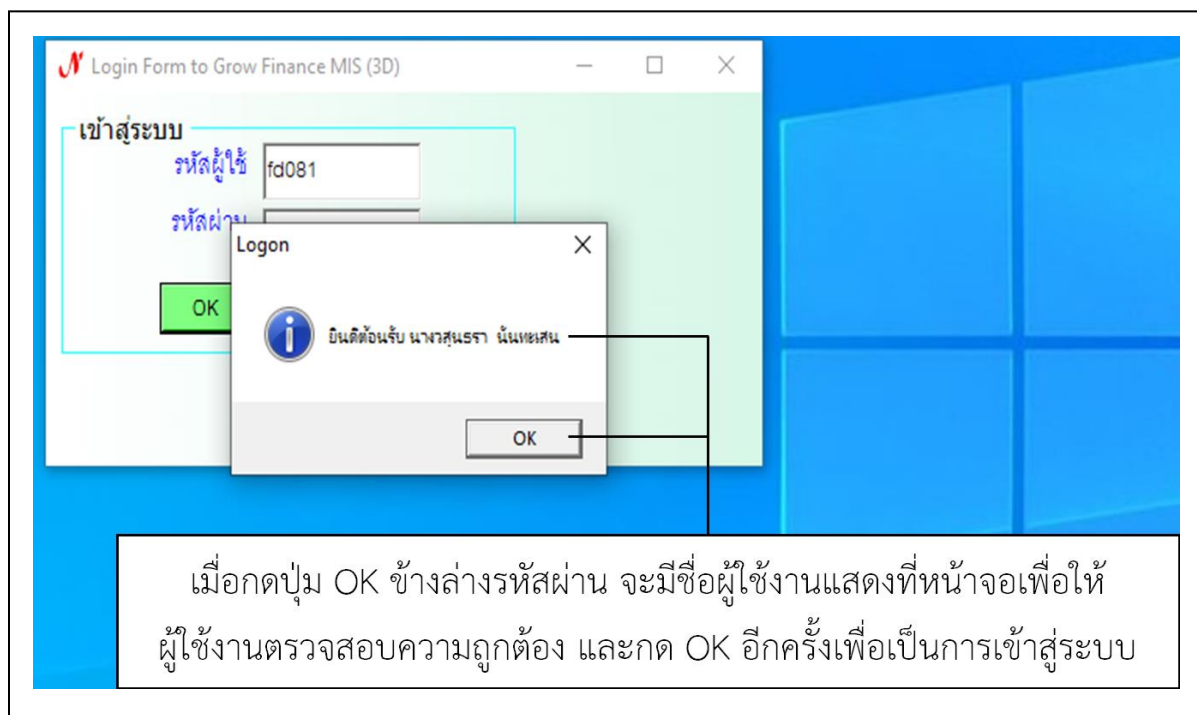 N Login Form to Grow Finance MIS (3D)
เข้าสู่ระบบ
รหัสผู้ใช้ fd081
รหัสผ่าน
Logon
OK
ยินดีต้อนรับ นางวสุนธรา นันทะเสน
OK
เมื่อกดปุ่ม OK ข้างล่างรหัสผ่าน จะมีชื่อผู้ใช้งานแสดงที่หน้าจอเพื่อให้
ผู้ใช้งานตรวจสอบความถูกต้อง และกด OK อีกครั้งเพื่อเป็นการเข้าสู่ระบบ